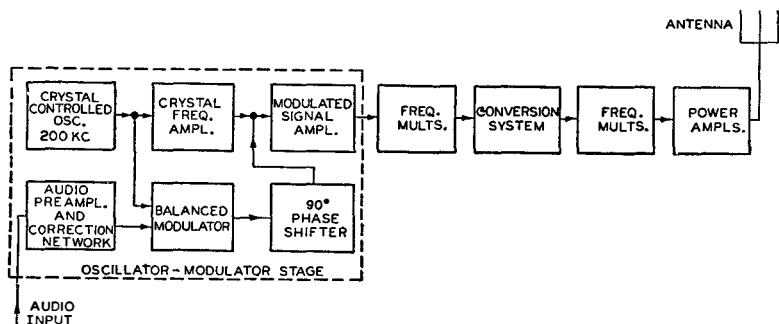 ANTENNA
CRYSTAL
CONTROLLED
OSC.
200 KC
CRYSTAL
FREQ.
AMPL.
MODULATED
SIGNAL
AMPL.
FREQ.
MULTS.
CONVERSION
SYSTEM
FREQ.
MULTS.
POWER
AMPLS.
AUDIO
PREAMPL.
AND
CORRECTION
NETWORK
BALANCED
MODULATOR
90°
PHASE
SHIFTER
OSCILLATOR-MODULATOR STAGE
AUDIO
INPUT